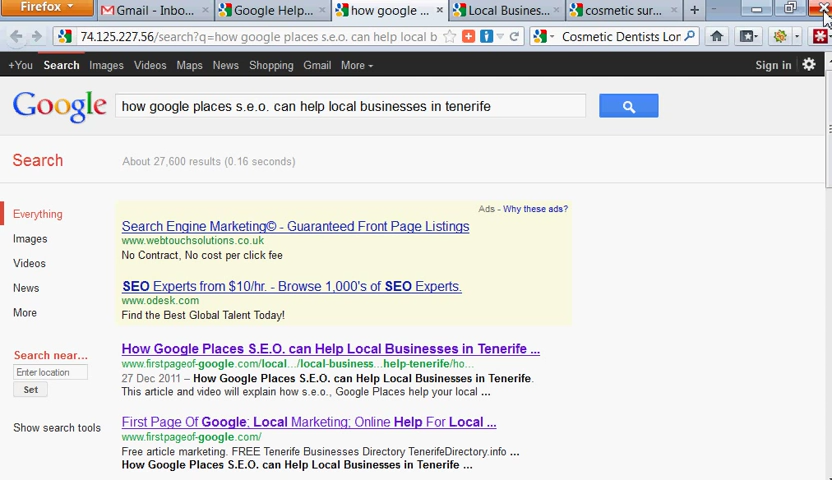 Firefox
Gmail - Inbo...
Google Help...
how google ...
Local Busines...
cosmetic sur...
74.125.227.56/search?q=how google places s.e.o. can help local b
Cosmetic Dentists Lon
+You Search Images Videos Maps News Shopping Gmail More
Sign in
Google
how google places s.e.o. can help local businesses in tenerife
Search
About 27,600 results (0.16 seconds)
Everything
Images
Videos
News
More
Search near...
Enter location
Set
Show search tools
Ads - Why these ads?
Search Engine Marketing© - Guaranteed Front Page Listings
www.webtouchsolutions.co.uk
No Contract, No cost per click fee
SEO Experts from $10/hr. - Browse 1,000's of SEO Experts.
www.odesk.com
Find the Best Global Talent Today!
How Google Places S.E.O. can Help Local Businesses in Tenerife ...
www.firstpageof-google.com/local.../local-business...help-tenerife/ho...
27 Dec 2011 – How Google Places S.E.O. can Help Local Businesses in Tenerife.
This article and video will explain how s.e.o., Google Places help your local ...
First Page Of Google; Local Marketing; Online Help For Local ...
www.firstpageof-google.com/
Free article marketing. FREE Tenerife Businesses Directory TenerifeDirectory.info ...
How Google Places S.E.O. can Help Local Businesses in Tenerife ...